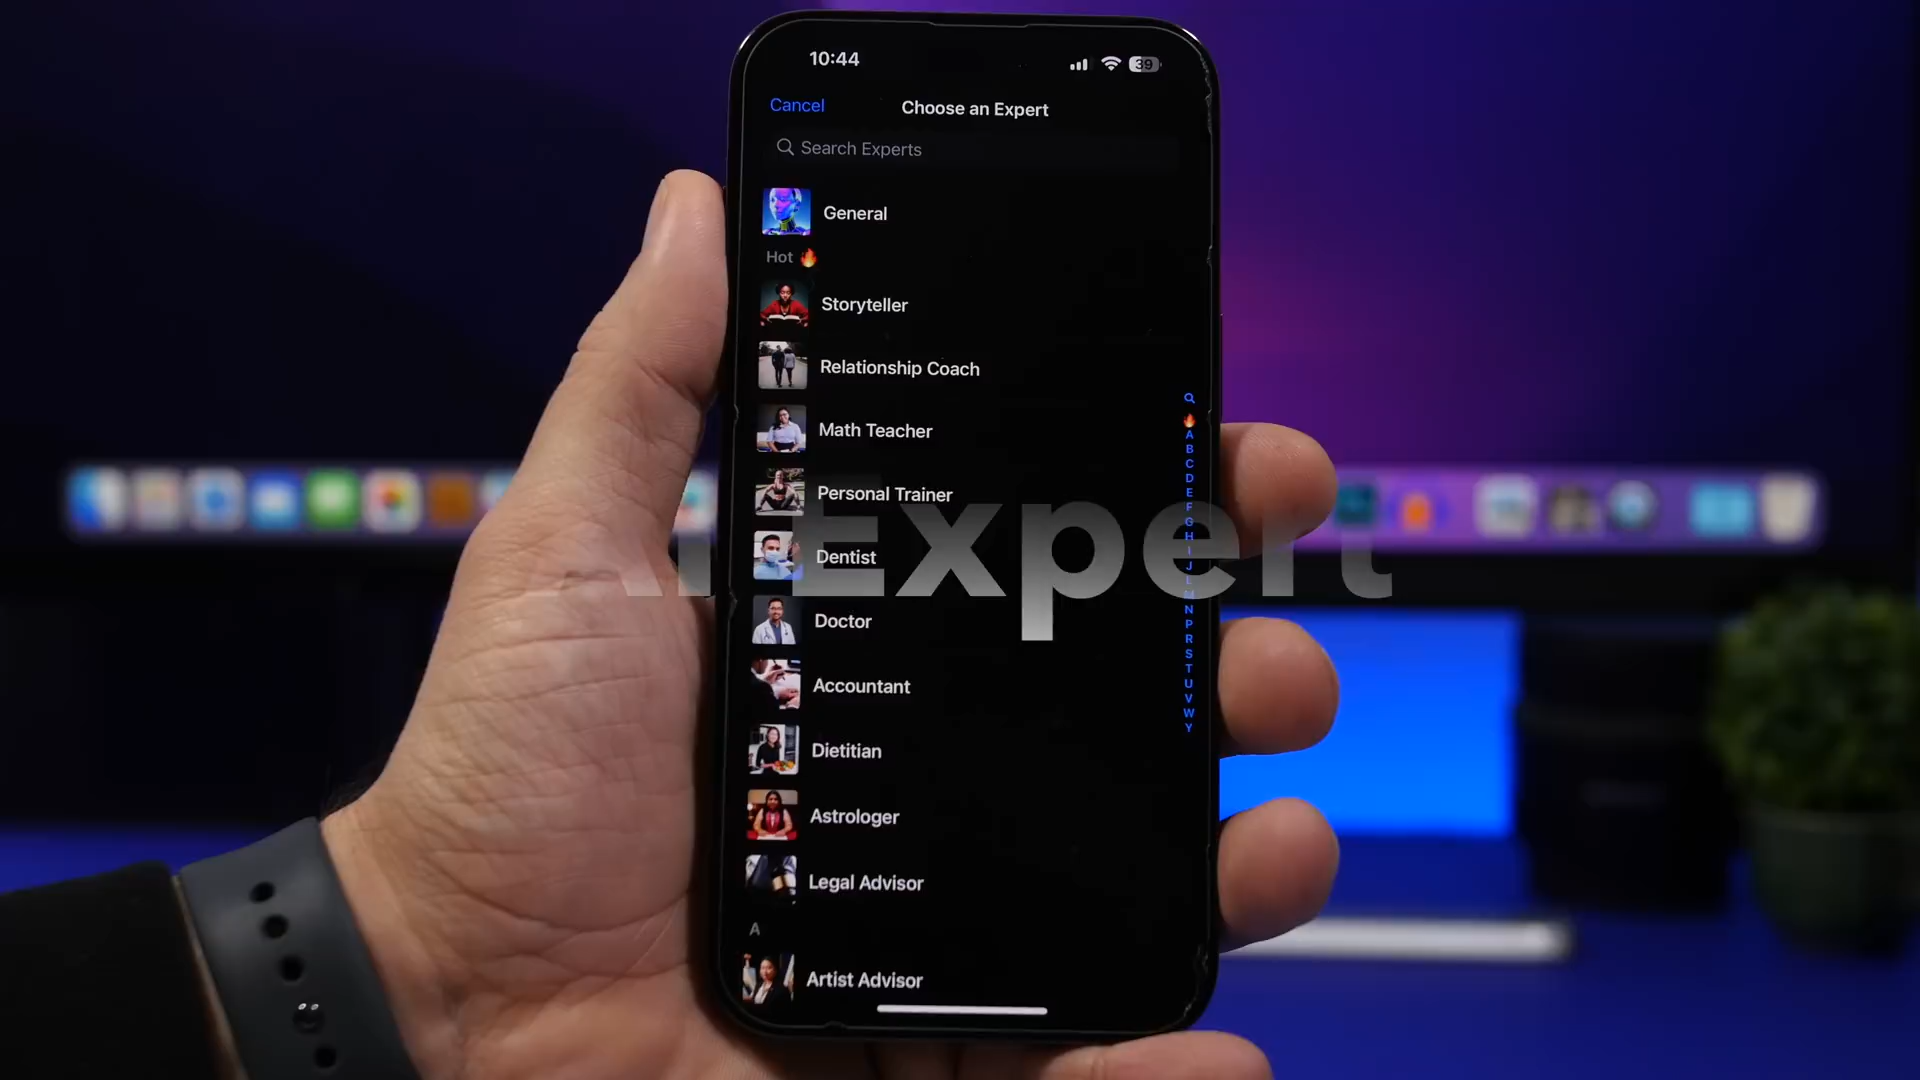 10:44
39
Cancel
Choose an Expert
Search Experts
General
Hot 🔥
Storyteller
Relationship Coach
Math Teacher
Personal Trainer
AI Expert
Dentist
Doctor
Accountant
Dietitian
Astrologer
Legal Advisor
A
Artist Advisor
A
B
C
D
E
F
G
H
I
J
L
M
N
P
R
S
T
U
V
W
Y